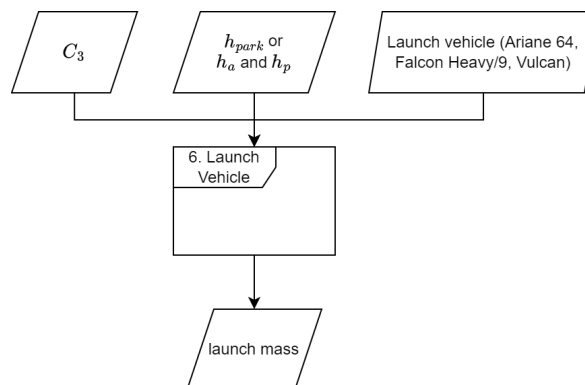 C₃
h_park or
h_a and h_p
Launch vehicle (Ariane 64,
Falcon Heavy/9, Vulcan)
6. Launch
Vehicle
launch mass